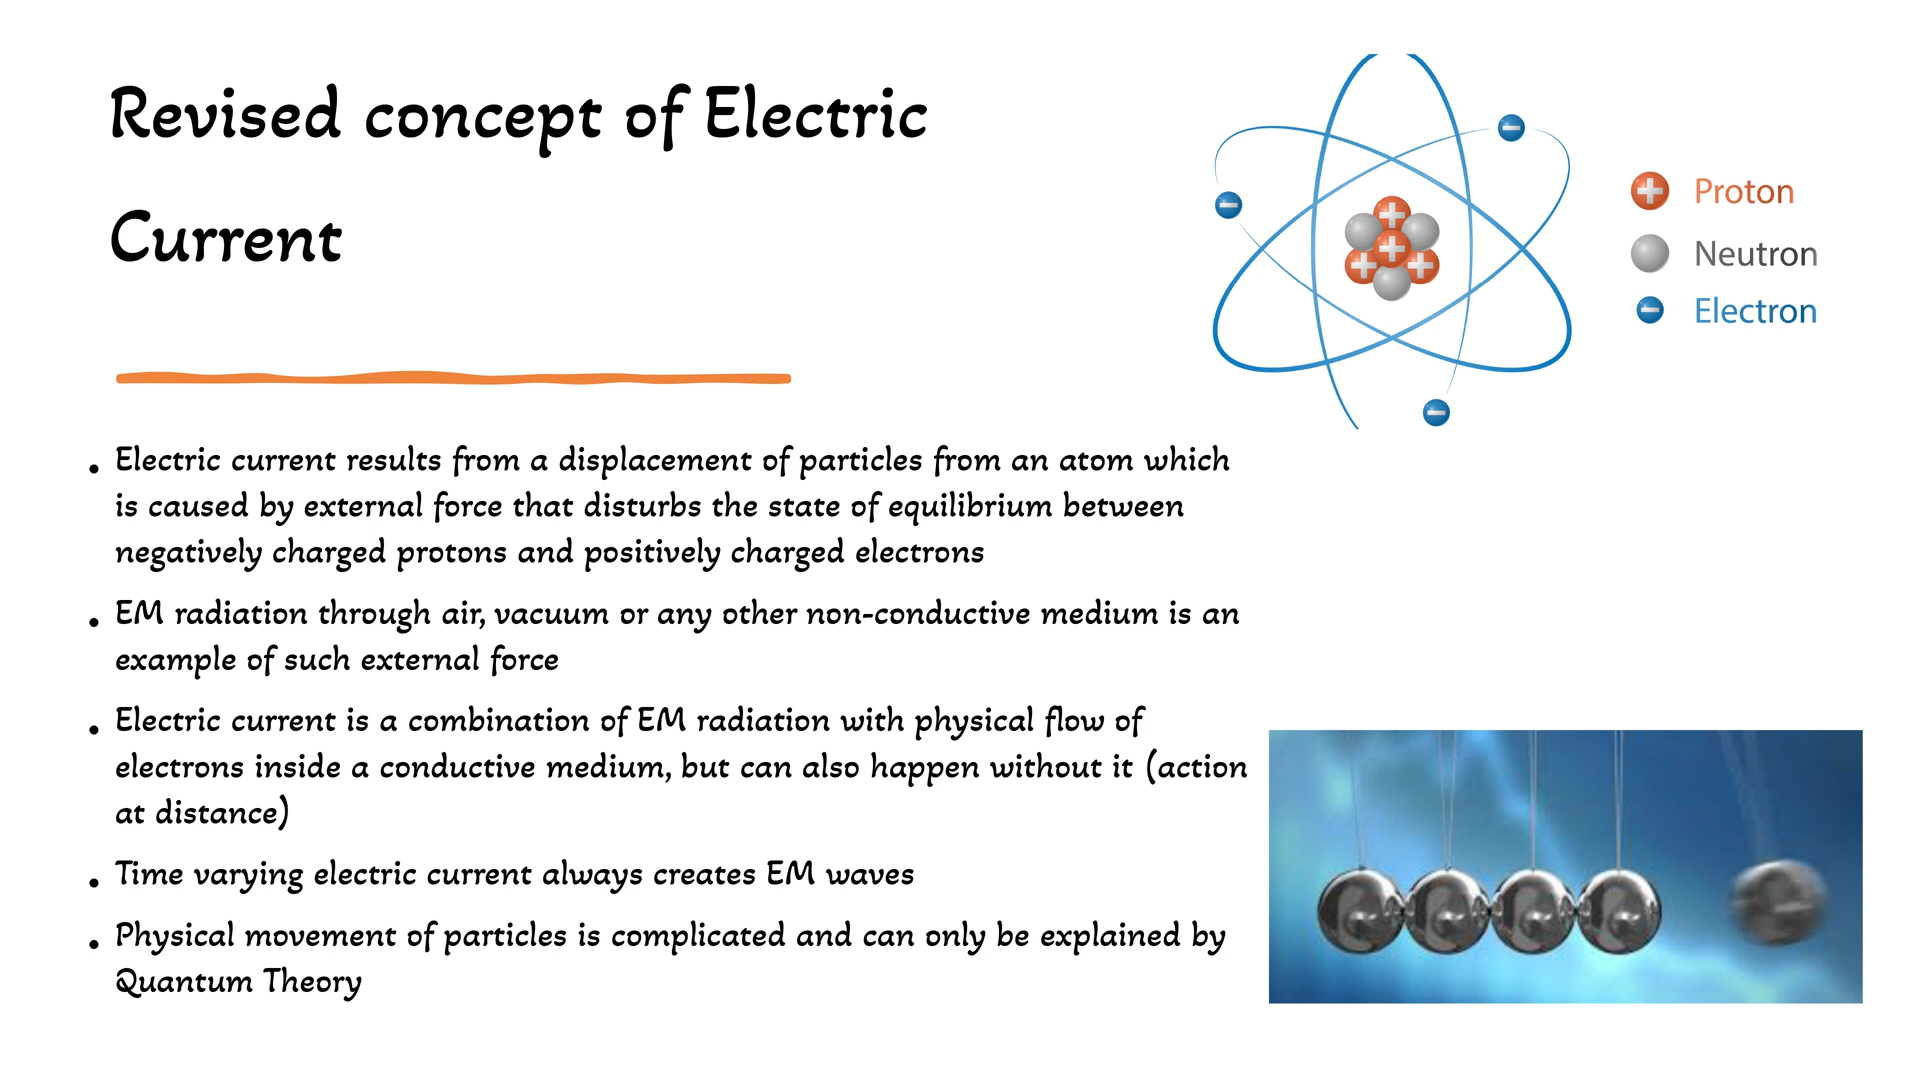 Revised concept of Electric
Current
Proton
Neutron
Electron
• Electric current results from a displacement of particles from an atom which
is caused by external force that disturbs the state of equilibrium between
negatively charged protons and positively charged electrons
• EM radiation through air, vacuum or any other non-conductive medium is an
example of such external force
• Electric current is a combination of EM radiation with physical flow of
electrons inside a conductive medium, but can also happen without it (action
at distance)
• Time varying electric current always creates EM waves
• Physical movement of particles is complicated and can only be explained by
Quantum Theory